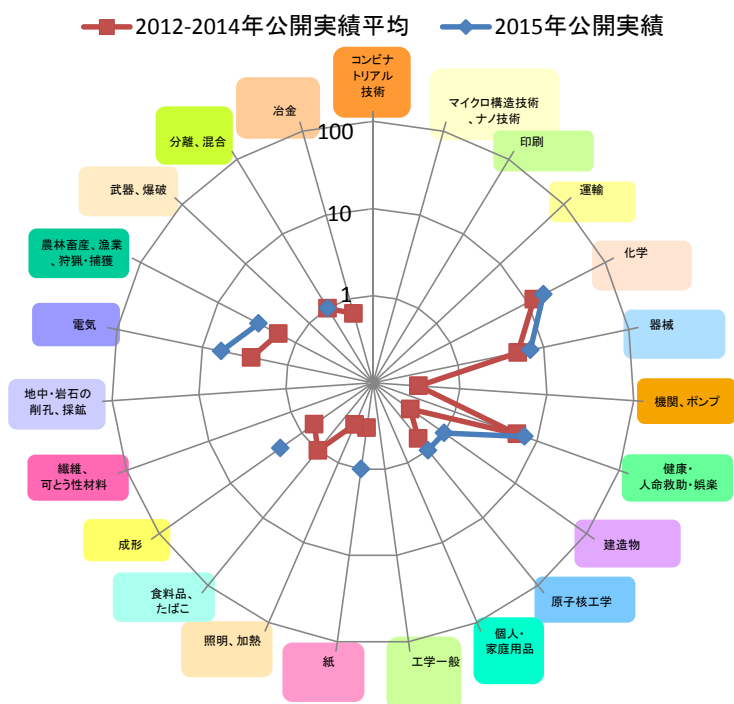 2012-2014年公開実績平均
2015年公開実績
コンビナ
トリアル
技術
マイクロ構造技術
、ナノ技術
印刷
運輸
化学
器械
機関、ポンプ
健康・
人命救助・娯楽
建造物
原子核工学
個人・
家庭用品
工学一般
紙
照明、加熱
食料品、
たばこ
成形
繊維、
可とう性材料
地中・岩石の
削孔、採鉱
電気
農林畜産、漁業
、狩猟・捕獲
武器、爆破
分離、混合
冶金
100
10
1